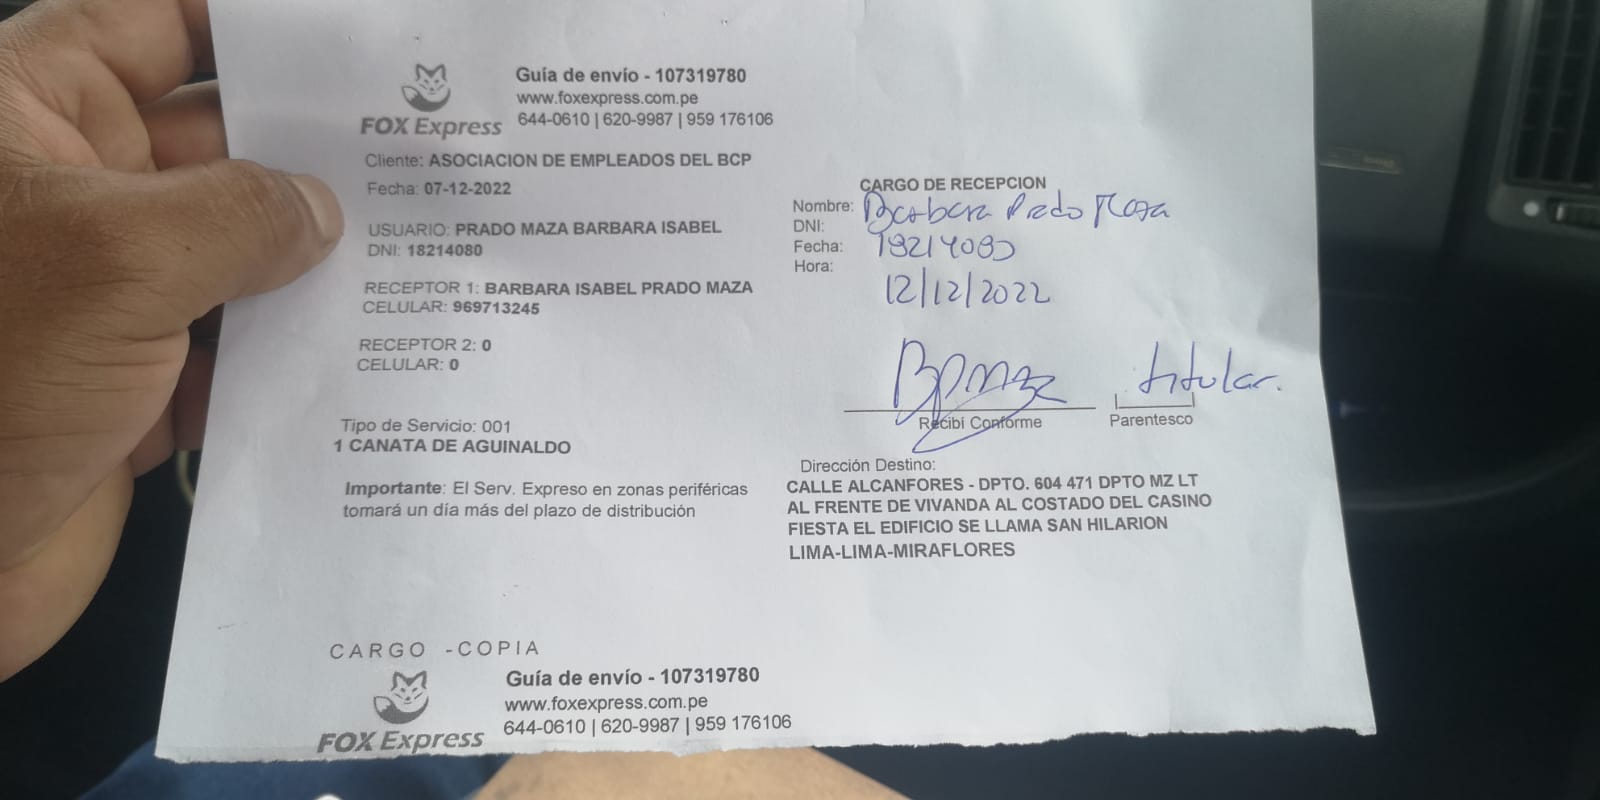 FOX Express
Guía de envío - 107319780
www.foxexpress.com.pe
644-0610 | 620-9987 | 959 176106
Cliente: ASOCIACION DE EMPLEADOS DEL BCP
Fecha: 07-12-2022
USUARIO: PRADO MAZA BARBARA ISABEL
DNI: 18214080
RECEPTOR 1: BARBARA ISABEL PRADO MAZA
CELULAR: 969713245
RECEPTOR 2: 0
CELULAR: 0
Tipo de Servicio: 001
1 CANATA DE AGUINALDO
Importante: El Serv. Expreso en zonas periféricas
tomará un día más del plazo de distribución
CARGO DE RECEPCION
Nombre: Barbara Prado Maza
DNI:
Fecha: 18214080
Hora:
12/12/2022
titular.
Recibi Conforme
Parentesco
Dirección Destino:
CALLE ALCANFORES - DPTO. 604 471 DPTO MZ LT
AL FRENTE DE VIVANDA AL COSTADO DEL CASINO
FIESTA EL EDIFICIO SE LLAMA SAN HILARION
LIMA-LIMA-MIRAFLORES
CARGO -COPIA
FOX Express
Guía de envío - 107319780
www.foxexpress.com.pe
644-0610 | 620-9987 | 959 176106